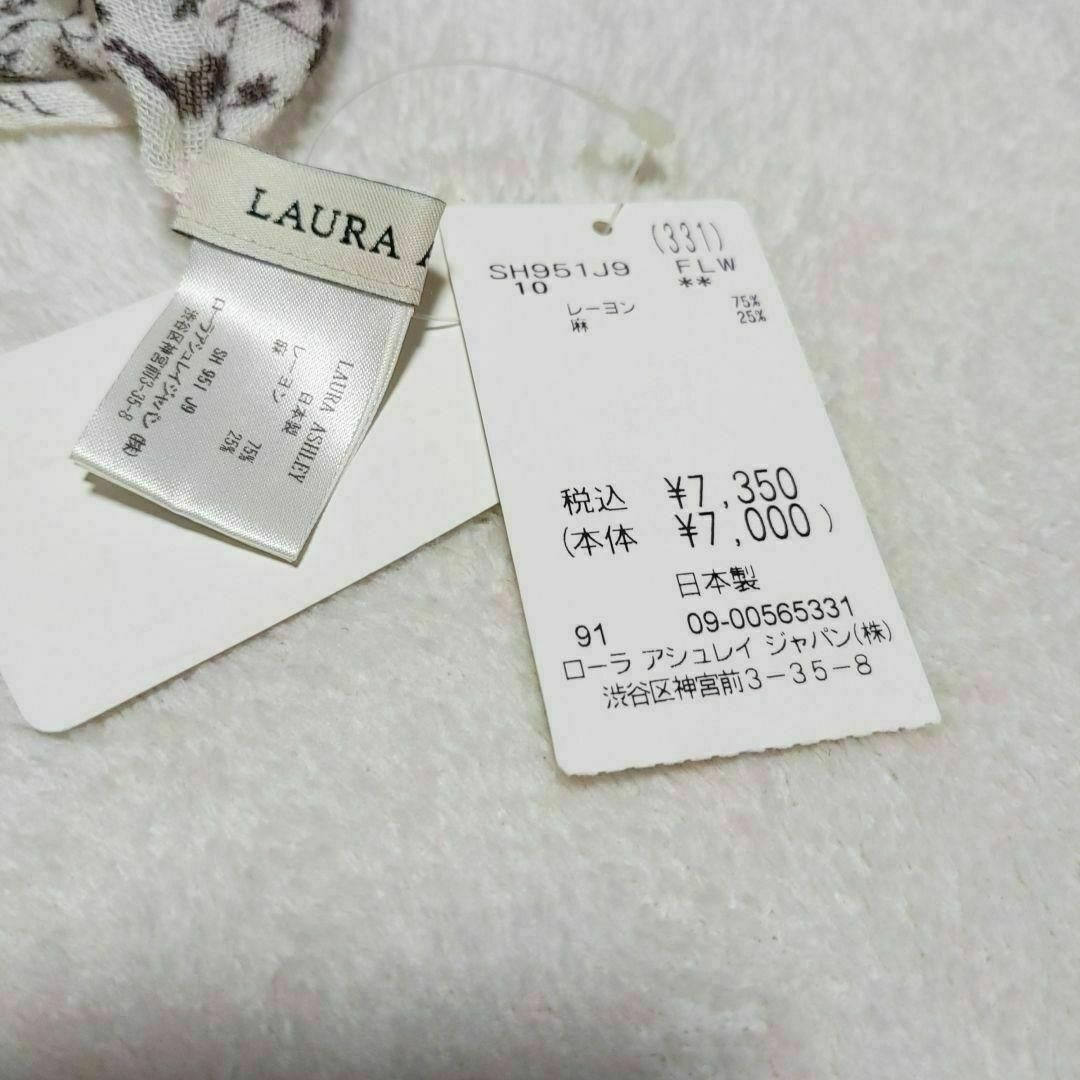 LAURA
LAURA ASHLEY
日本製
レーヨン 75%
麻 25%
SH 951 J9
ローラアシュレイジャパン(株)
渋谷区神宮前3-35-8
(331)
SH951J9 FLW
10 **
レーヨン 75%
麻 25%
税込 ¥7,350
(本体 ¥7,000)
日本製
91 09-00565331
ローラ アシュレイ ジャパン(株)
渋谷区神宮前3-35-8